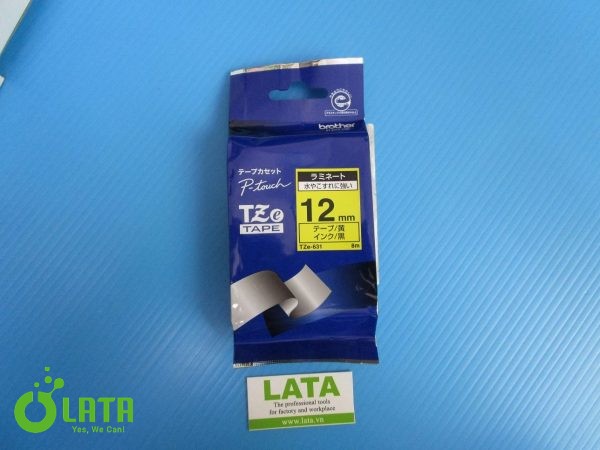 brother
テープカセット
P-touch
TZe
TAPE
ラミネート
水やこすれに強い
12mm
テープ/黄
インク/黒
TZe-631 8m
LATA
The professional tools
for factory and workplace
www.lata.vn
LATA
Yes, We Can!